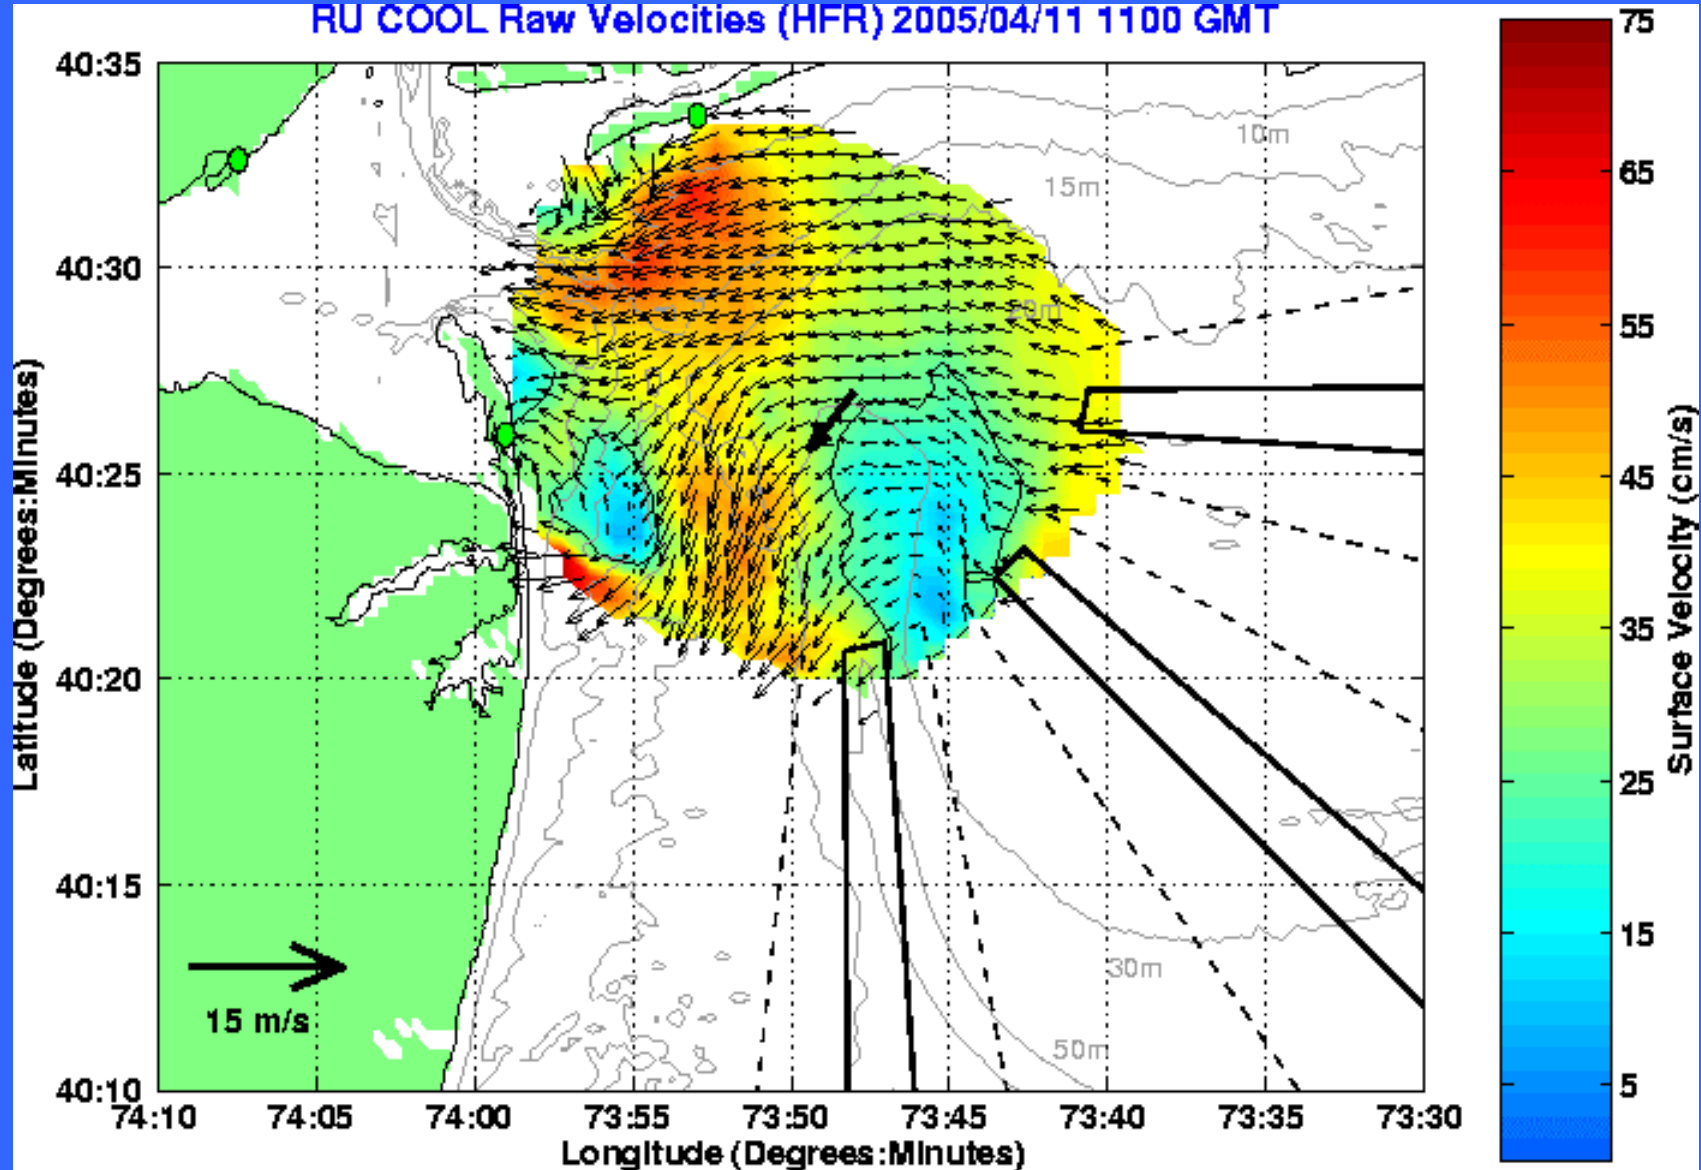 RU COOL Raw Velocities (HFR) 2005/04/11 1100 GMT
75
40:35
10m
65
15m
40:30
20m
55
Latitude (Degrees:Minutes)
45
Surface Velocity (cm/s)
40:25
35
40:20
25
40:15
15
30m
15 m/s
50m
5
40:10
74:10 74:05 74:00 73:55 73:50 73:45 73:40 73:35 73:30
Longitude (Degrees:Minutes)